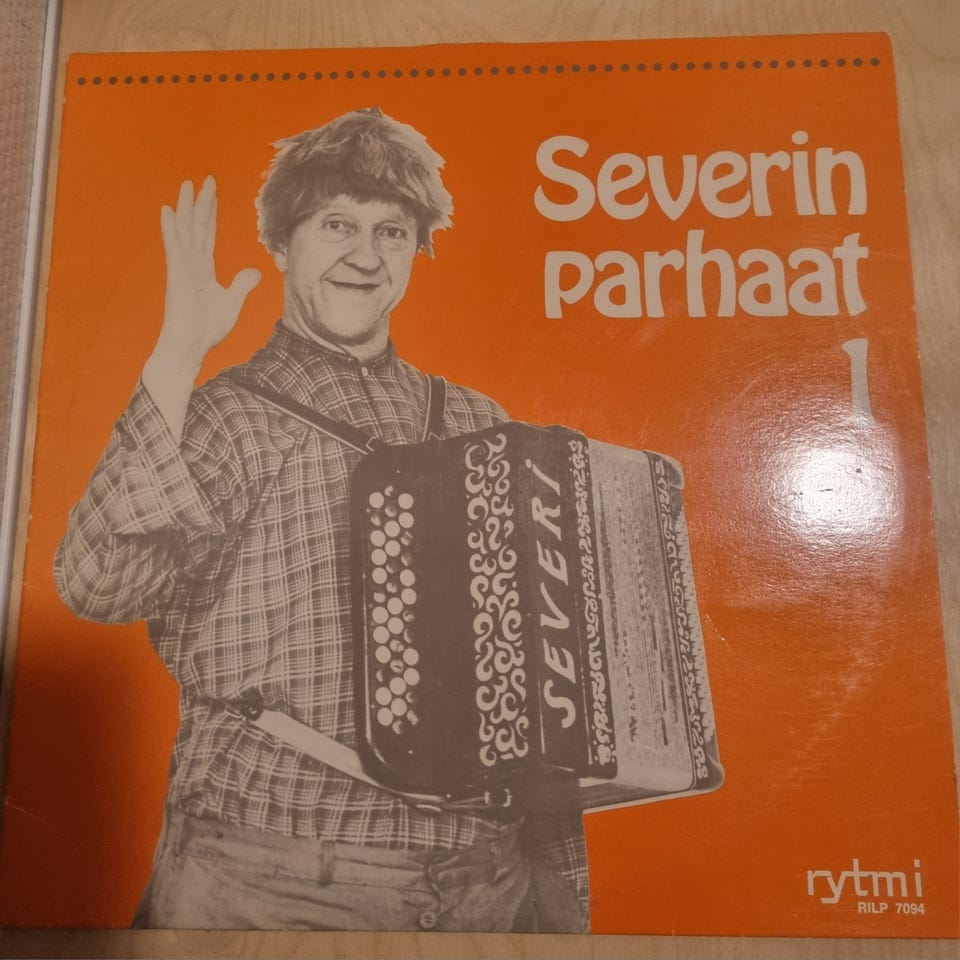 Severin
parhaat
1
SEVERi
rytmi
RILP 7094